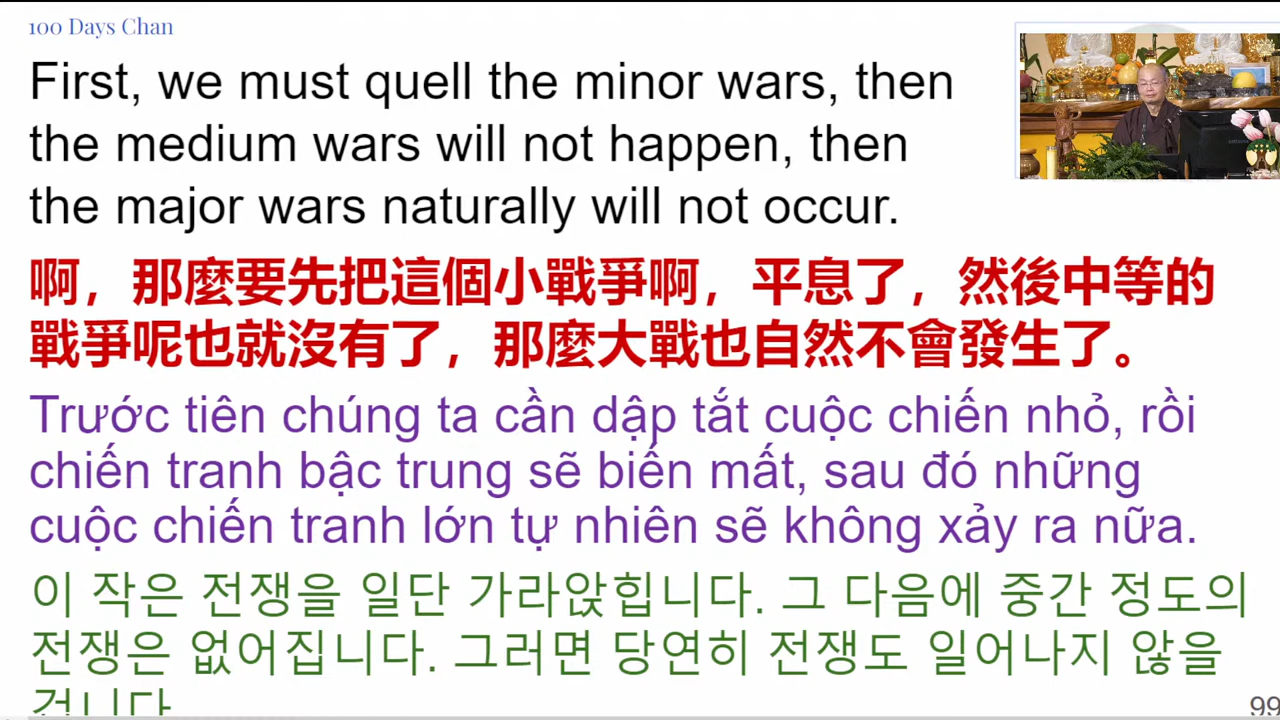 100 Days Chan
First, we must quell the minor wars, then
the medium wars will not happen, then
the major wars naturally will not occur.
啊，那麼要先把這個小戰爭啊，平息了，然後中等的
戰爭呢也就沒有了，那麼大戰也自然不會發生了。
Trước tiên chúng ta cần dập tắt cuộc chiến nhỏ, rồi
chiến tranh bậc trung sẽ biến mất, sau đó những
cuộc chiến tranh lớn tự nhiên sẽ không xảy ra nữa.
이 작은 전쟁을 일단 가라앉힙니다. 그 다음에 중간 정도의
전쟁은 없어집니다. 그러면 당연히 전쟁도 일어나지 않을
겁니다
99